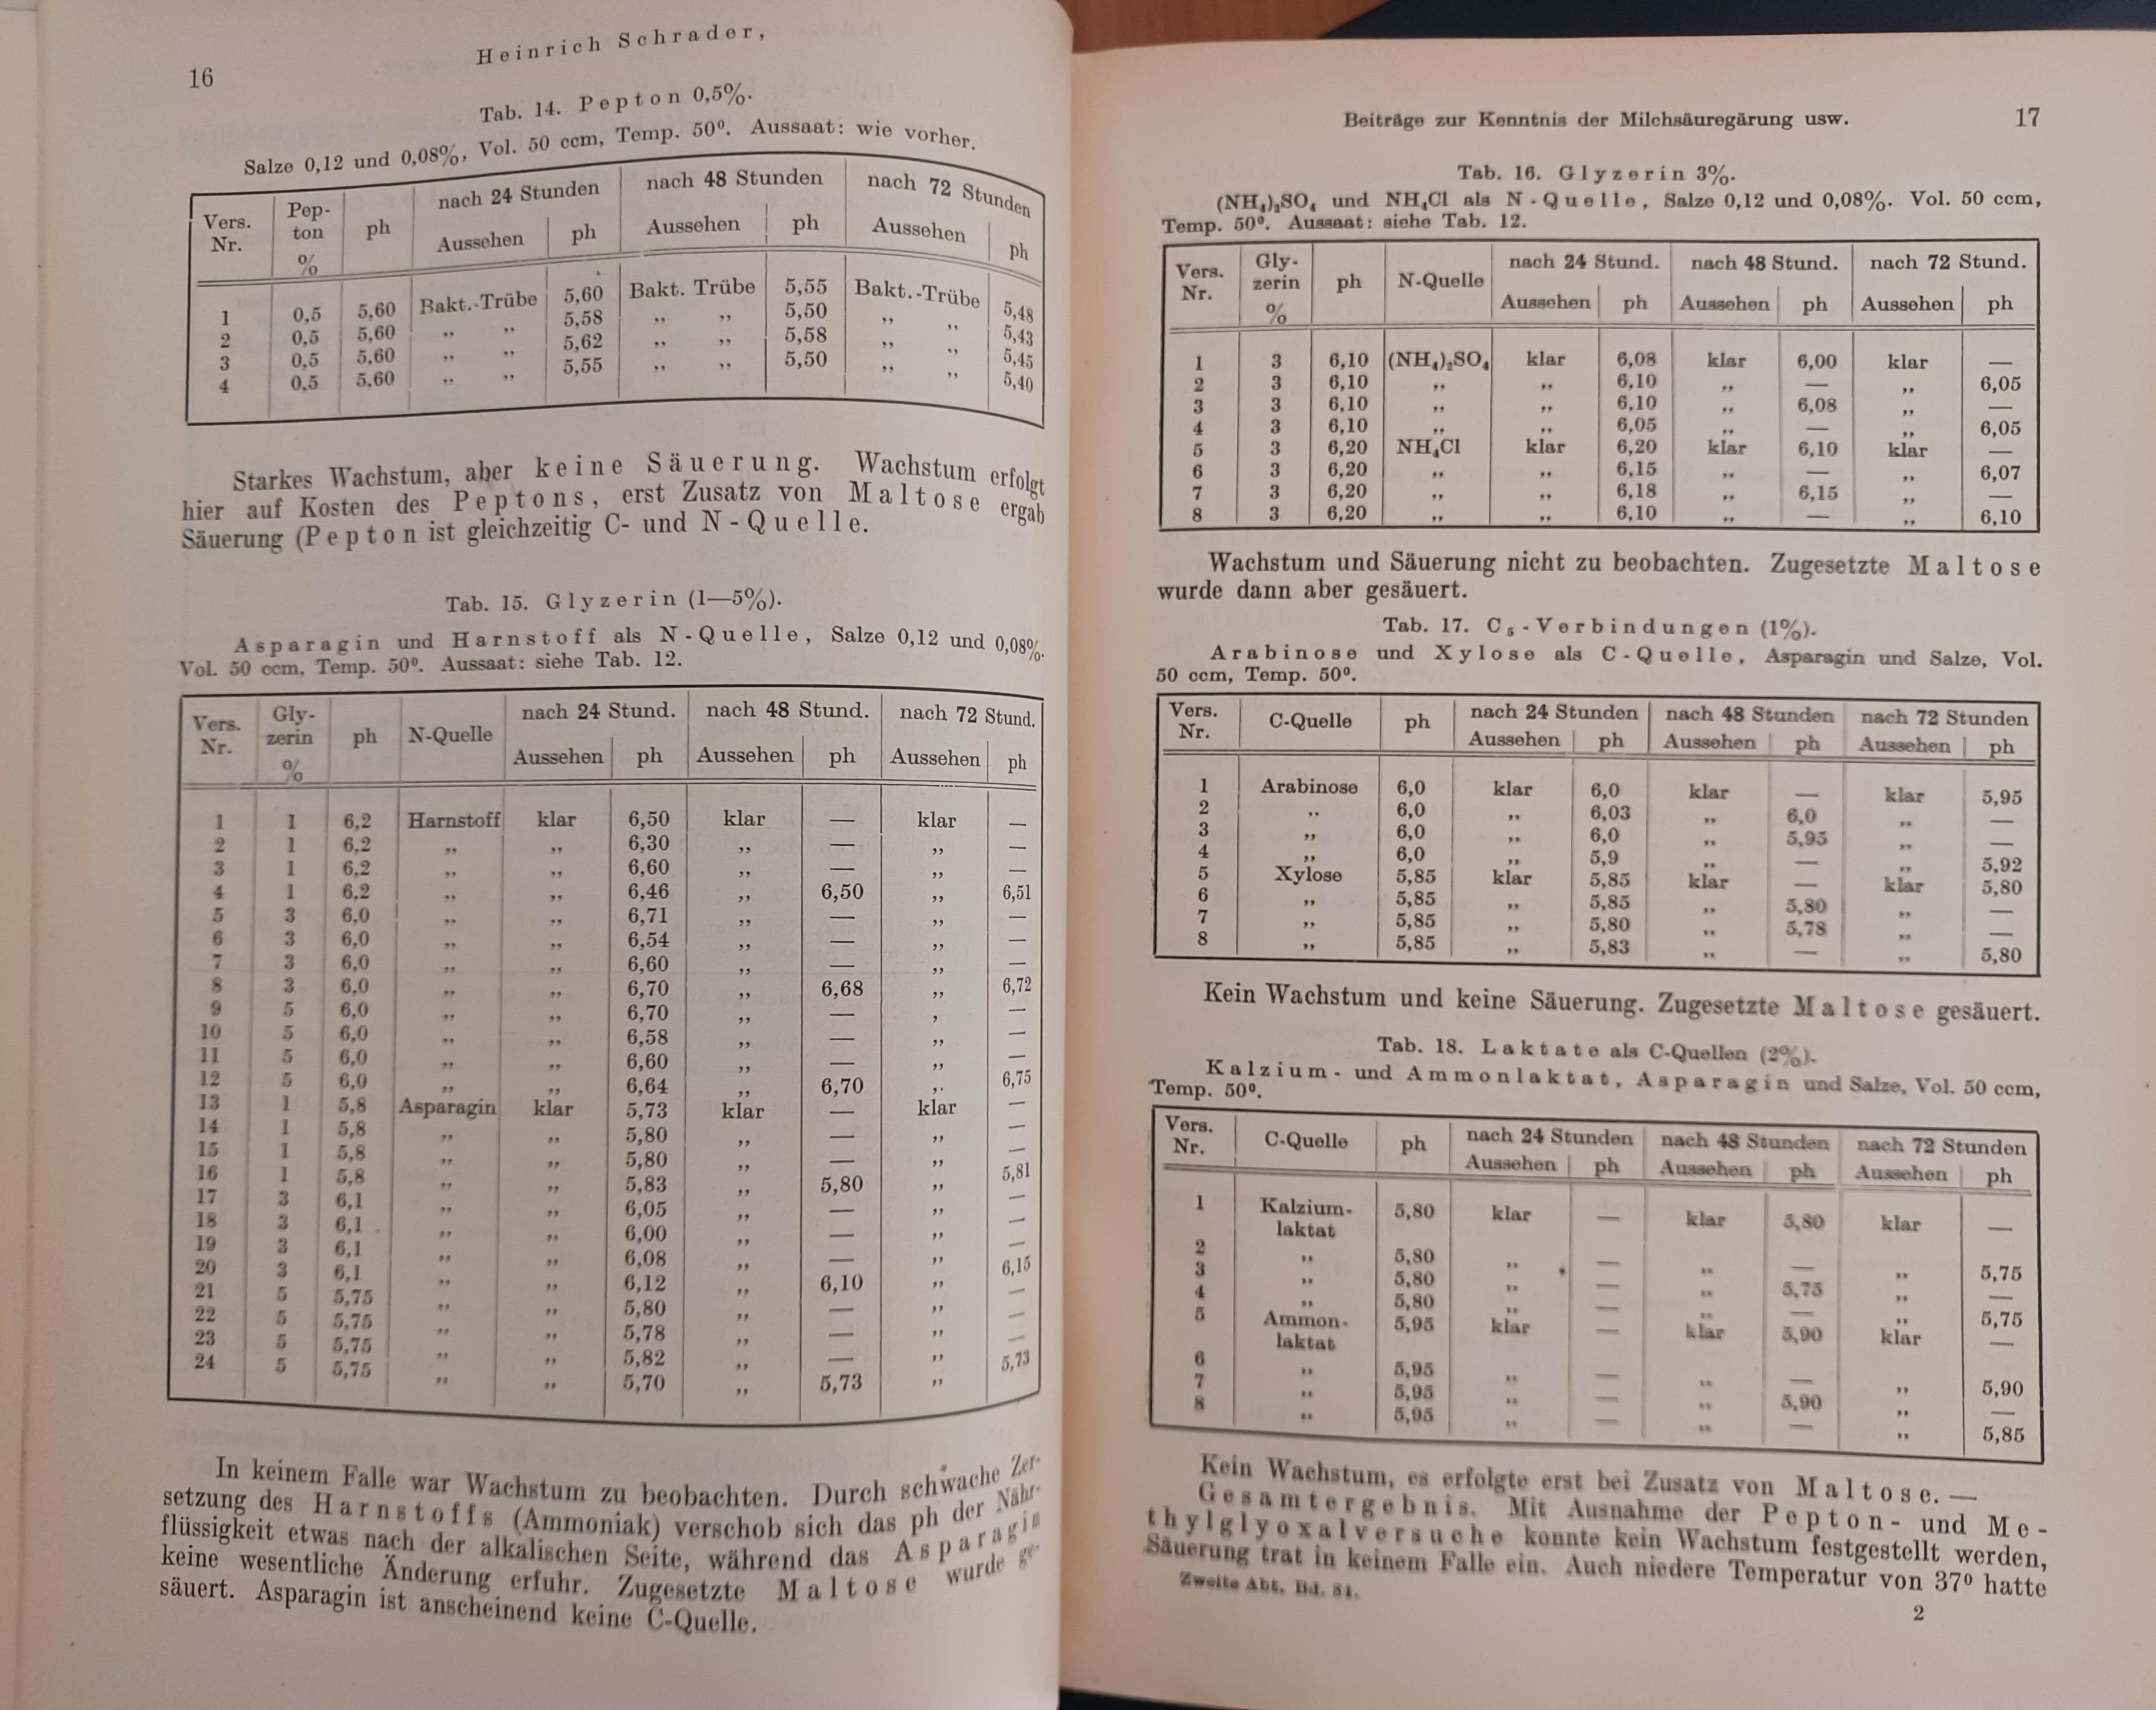 16
Heinrich Schrader,
Tab. 14. Pepton 0,5%.
Salze 0,12 und 0,08%, Vol. 50 ccm, Temp. 50⁰. Aussaat: wie vorher.
Vers. Nr. | Pep- ton % | ph | nach 24 Stunden | nach 48 Stunden | nach 72 Stunden
Aussehen | ph | Aussehen | ph | Aussehen | ph
1 | 0,5 | 5,60 | Bakt.-Trübe | 5,60 | Bakt. Trübe | 5,55 | Bakt.-Trübe | 5,48
2 | 0,5 | 5,60 | „ „ | 5,58 | „ „ | 5,50 | „ „ | 5,43
3 | 0,5 | 5,60 | „ „ | 5,62 | „ „ | 5,58 | „ „ | 5,45
4 | 0,5 | 5,60 | „ „ | 5,55 | „ „ | 5,50 | „ „ | 5,40
Starkes Wachstum, aber keine Säuerung. Wachstum erfolgt
hier auf Kosten des Peptons, erst Zusatz von Maltose ergab
Säuerung (Pepton ist gleichzeitig C- und N-Quelle.
Tab. 15. Glyzerin (1—5%).
Asparagin und Harnstoff als N-Quelle, Salze 0,12 und 0,08%.
Vol. 50 ccm, Temp. 50⁰. Aussaat: siehe Tab. 12.
Vers. Nr. | Gly- zerin % | ph | N-Quelle | nach 24 Stund. | nach 48 Stund. | nach 72 Stund.
Aussehen | ph | Aussehen | ph | Aussehen | ph
1 | 1 | 6,2 | Harnstoff | klar | 6,50 | klar | — | klar | —
2 | 1 | 6,2 | „ | „ | 6,30 | „ | — | „ | —
3 | 1 | 6,2 | „ | „ | 6,60 | „ | — | „ | —
4 | 1 | 6,2 | „ | „ | 6,46 | „ | 6,50 | „ | 6,51
5 | 3 | 6,0 | „ | „ | 6,71 | „ | — | „ | —
6 | 3 | 6,0 | „ | „ | 6,54 | „ | — | „ | —
7 | 3 | 6,0 | „ | „ | 6,60 | „ | — | „ | —
8 | 3 | 6,0 | „ | „ | 6,70 | „ | 6,68 | „ | 6,72
9 | 5 | 6,0 | „ | „ | 6,70 | „ | — | , | —
10 | 5 | 6,0 | „ | „ | 6,58 | „ | — | „ | —
11 | 5 | 6,0 | „ | „ | 6,60 | „ | — | „ | —
12 | 5 | 6,0 | „ | „ | 6,64 | „ | 6,70 | „ | 6,75
13 | 1 | 5,8 | Asparagin | klar | 5,73 | klar | — | klar | —
14 | 1 | 5,8 | „ | „ | 5,80 | „ | — | „ | —
15 | 1 | 5,8 | „ | „ | 5,80 | „ | — | „ | —
16 | 1 | 5,8 | „ | „ | 5,83 | „ | 5,80 | „ | 5,81
17 | 3 | 6,1 | „ | „ | 6,05 | „ | — | „ | —
18 | 3 | 6,1 | „ | „ | 6,00 | „ | — | „ | —
19 | 3 | 6,1 | „ | „ | 6,08 | „ | — | „ | —
20 | 3 | 6,1 | „ | „ | 6,12 | „ | 6,10 | „ | 6,15
21 | 5 | 5,75 | „ | „ | 5,80 | „ | — | „ | —
22 | 5 | 5,75 | „ | „ | 5,78 | „ | — | „ | —
23 | 5 | 5,75 | „ | „ | 5,82 | „ | — | „ | —
24 | 5 | 5,75 | „ | „ | 5,70 | „ | 5,73 | „ | 5,73
In keinem Falle war Wachstum zu beobachten. Durch schwache Zer-
setzung des Harnstoffs (Ammoniak) verschob sich das ph der Nähr-
flüssigkeit etwas nach der alkalischen Seite, während das Asparagin
keine wesentliche Änderung erfuhr. Zugesetzte Maltose wurde ge-
säuert. Asparagin ist anscheinend keine C-Quelle.
Beiträge zur Kenntnis der Milchsäuregärung usw.
17
Tab. 16. Glyzerin 3%.
(NH₄)₂SO₄ und NH₄Cl als N-Quelle, Salze 0,12 und 0,08%. Vol. 50 ccm,
Temp. 50⁰. Aussaat: siehe Tab. 12.
Vers. Nr. | Gly- zerin % | ph | N-Quelle | nach 24 Stund. | nach 48 Stund. | nach 72 Stund.
Aussehen | ph | Aussehen | ph | Aussehen | ph
1 | 3 | 6,10 | (NH₄)₂SO₄ | klar | 6,08 | klar | 6,00 | klar | —
2 | 3 | 6,10 | „ | „ | 6,10 | „ | — | „ | 6,05
3 | 3 | 6,10 | „ | „ | 6,10 | „ | 6,08 | „ | —
4 | 3 | 6,10 | „ | „ | 6,05 | „ | — | „ | 6,05
5 | 3 | 6,20 | NH₄Cl | klar | 6,20 | klar | 6,10 | klar | —
6 | 3 | 6,20 | „ | „ | 6,15 | „ | — | „ | 6,07
7 | 3 | 6,20 | „ | „ | 6,18 | „ | 6,15 | „ | —
8 | 3 | 6,20 | „ | „ | 6,10 | „ | — | „ | 6,10
Wachstum und Säuerung nicht zu beobachten. Zugesetzte Maltose
wurde dann aber gesäuert.
Tab. 17. C₅-Verbindungen (1%).
Arabinose und Xylose als C-Quelle, Asparagin und Salze, Vol.
50 ccm, Temp. 50⁰.
Vers. Nr. | C-Quelle | ph | nach 24 Stunden | nach 48 Stunden | nach 72 Stunden
Aussehen | ph | Aussehen | ph | Aussehen | ph
1 | Arabinose | 6,0 | klar | 6,0 | klar | — | klar | 5,95
2 | „ | 6,0 | „ | 6,03 | „ | 6,0 | „ | —
3 | „ | 6,0 | „ | 6,0 | „ | 5,95 | „ | —
4 | „ | 6,0 | „ | 5,9 | „ | — | „ | 5,92
5 | Xylose | 5,85 | klar | 5,85 | klar | — | klar | 5,80
6 | „ | 5,85 | „ | 5,85 | „ | 5,80 | „ | —
7 | „ | 5,85 | „ | 5,80 | „ | 5,78 | „ | —
8 | „ | 5,85 | „ | 5,83 | „ | — | „ | 5,80
Kein Wachstum und keine Säuerung. Zugesetzte Maltose gesäuert.
Tab. 18. Laktate als C-Quellen (2%).
Kalzium- und Ammonlaktat, Asparagin und Salze, Vol. 50 ccm,
Temp. 50⁰.
Vers. Nr. | C-Quelle | ph | nach 24 Stunden | nach 48 Stunden | nach 72 Stunden
Aussehen | ph | Aussehen | ph | Aussehen | ph
1 | Kalzium- laktat | 5,80 | klar | — | klar | 5,80 | klar | —
2 | „ | 5,80 | „ | — | „ | — | „ | 5,75
3 | „ | 5,80 | „ | — | „ | 5,75 | „ | —
4 | „ | 5,80 | „ | — | „ | — | „ | 5,75
5 | Ammon- laktat | 5,95 | klar | — | klar | 5,90 | klar | —
6 | „ | 5,95 | „ | — | „ | — | „ | 5,90
7 | „ | 5,95 | „ | — | „ | 5,90 | „ | —
8 | „ | 5,95 | „ | — | „ | — | „ | 5,85
Kein Wachstum, es erfolgte erst bei Zusatz von Maltose. —
Gesamtergebnis. Mit Ausnahme der Pepton- und Me-
thylglyoxalversuche konnte kein Wachstum festgestellt werden,
Säuerung trat in keinem Falle ein. Auch niedere Temperatur von 37⁰ hatte
Zweite Abt. Bd. 81.
2